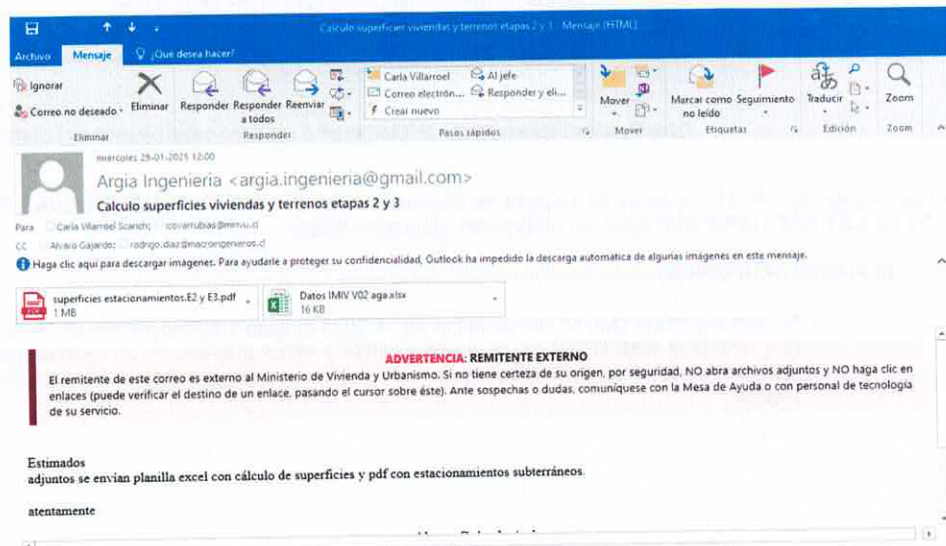 Calculo superficies viviendas y terrenos etapas 2 y 3 - Mensaje (HTML)
Archivo Mensaje ¿Qué desea hacer?
Ignorar
Correo no deseado
Eliminar
Responder
Responder a todos
Reenviar
Carla Villarroel
Correo electrón...
Crear nuevo
Al jefe
Responder y eli...
Mover
Marcar como no leído
Seguimiento
Traducir
Zoom
Eliminar Responder Pasos rápidos Mover Etiquetas Edición Zoom
miércoles 29-01-2025 12:00
Argia Ingenieria <argia.ingenieria@gmail.com>
Calculo superficies viviendas y terrenos etapas 2 y 3
Para Carla Villarroel
CC Alvaro Gajardo; rodrigo.diaz@macroingenieros.cl
Haga clic aquí para descargar imágenes. Para ayudarle a proteger su confidencialidad, Outlook ha impedido la descarga automática de algunas imágenes en este mensaje.
superficies estacionamientos.E2 y E3.pdf
1 MB
Datos IMIV V02 aga.xlsx
16 KB
ADVERTENCIA: REMITENTE EXTERNO
El remitente de este correo es externo al Ministerio de Vivienda y Urbanismo. Si no tiene certeza de su origen, por seguridad, NO abra archivos adjuntos y NO haga clic en
enlaces (puede verificar el destino de un enlace, pasando el cursor sobre éste). Ante sospechas o dudas, comuníquese con la Mesa de Ayuda o con personal de tecnología
de su servicio.
Estimados
adjuntos se envían planilla excel con cálculo de superficies y pdf con estacionamientos subterráneos.
atentamente